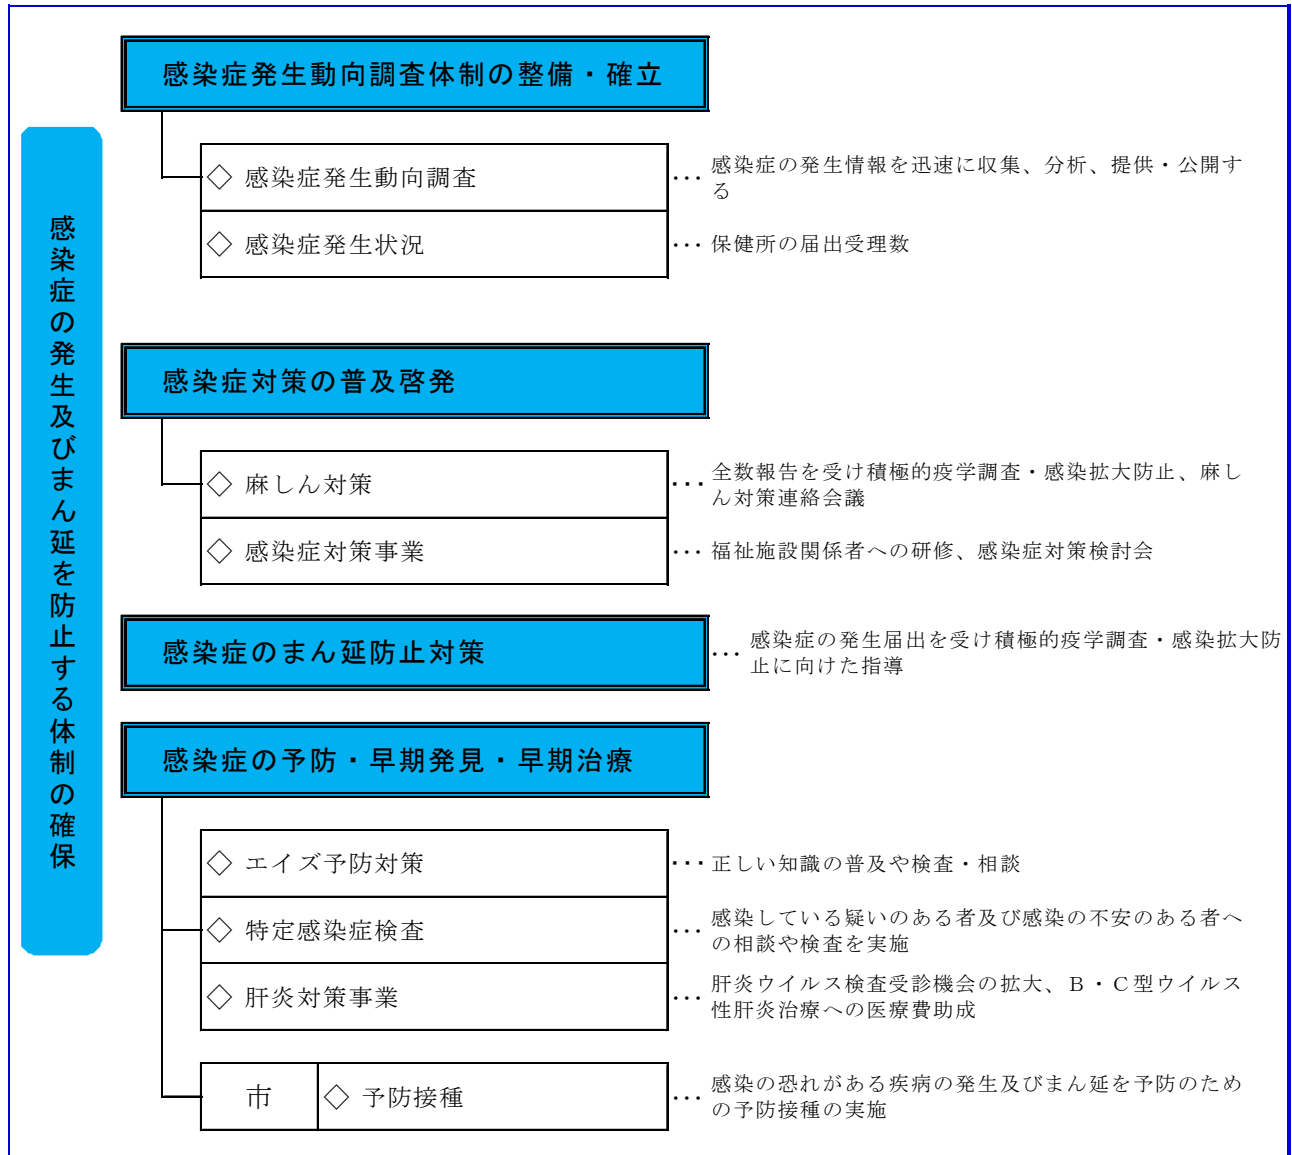 感染症の発生及びまん延を防止する体制の確保
感染症発生動向調査体制の整備・確立
◇ 感染症発生動向調査
…感染症の発生情報を迅速に収集、分析、提供・公開す
る
◇ 感染症発生状況
…保健所の届出受理数
感染症対策の普及啓発
◇ 麻しん対策
…全数報告を受け積極的疫学調査・感染拡大防止、麻し
ん対策連絡会議
◇ 感染症対策事業
…福祉施設関係者への研修、感染症対策検討会
感染症のまん延防止対策
…感染症の発生届出を受け積極的疫学調査・感染拡大防
止に向けた指導
感染症の予防・早期発見・早期治療
◇ エイズ予防対策
…正しい知識の普及や検査・相談
◇ 特定感染症検査
…感染している疑いのある者及び感染の不安のある者へ
の相談や検査を実施
◇ 肝炎対策事業
…肝炎ウイルス検査受診機会の拡大、Ｂ・Ｃ型ウイルス
性肝炎治療への医療費助成
市
◇ 予防接種
…感染の恐れがある疾病の発生及びまん延を予防のため
の予防接種の実施